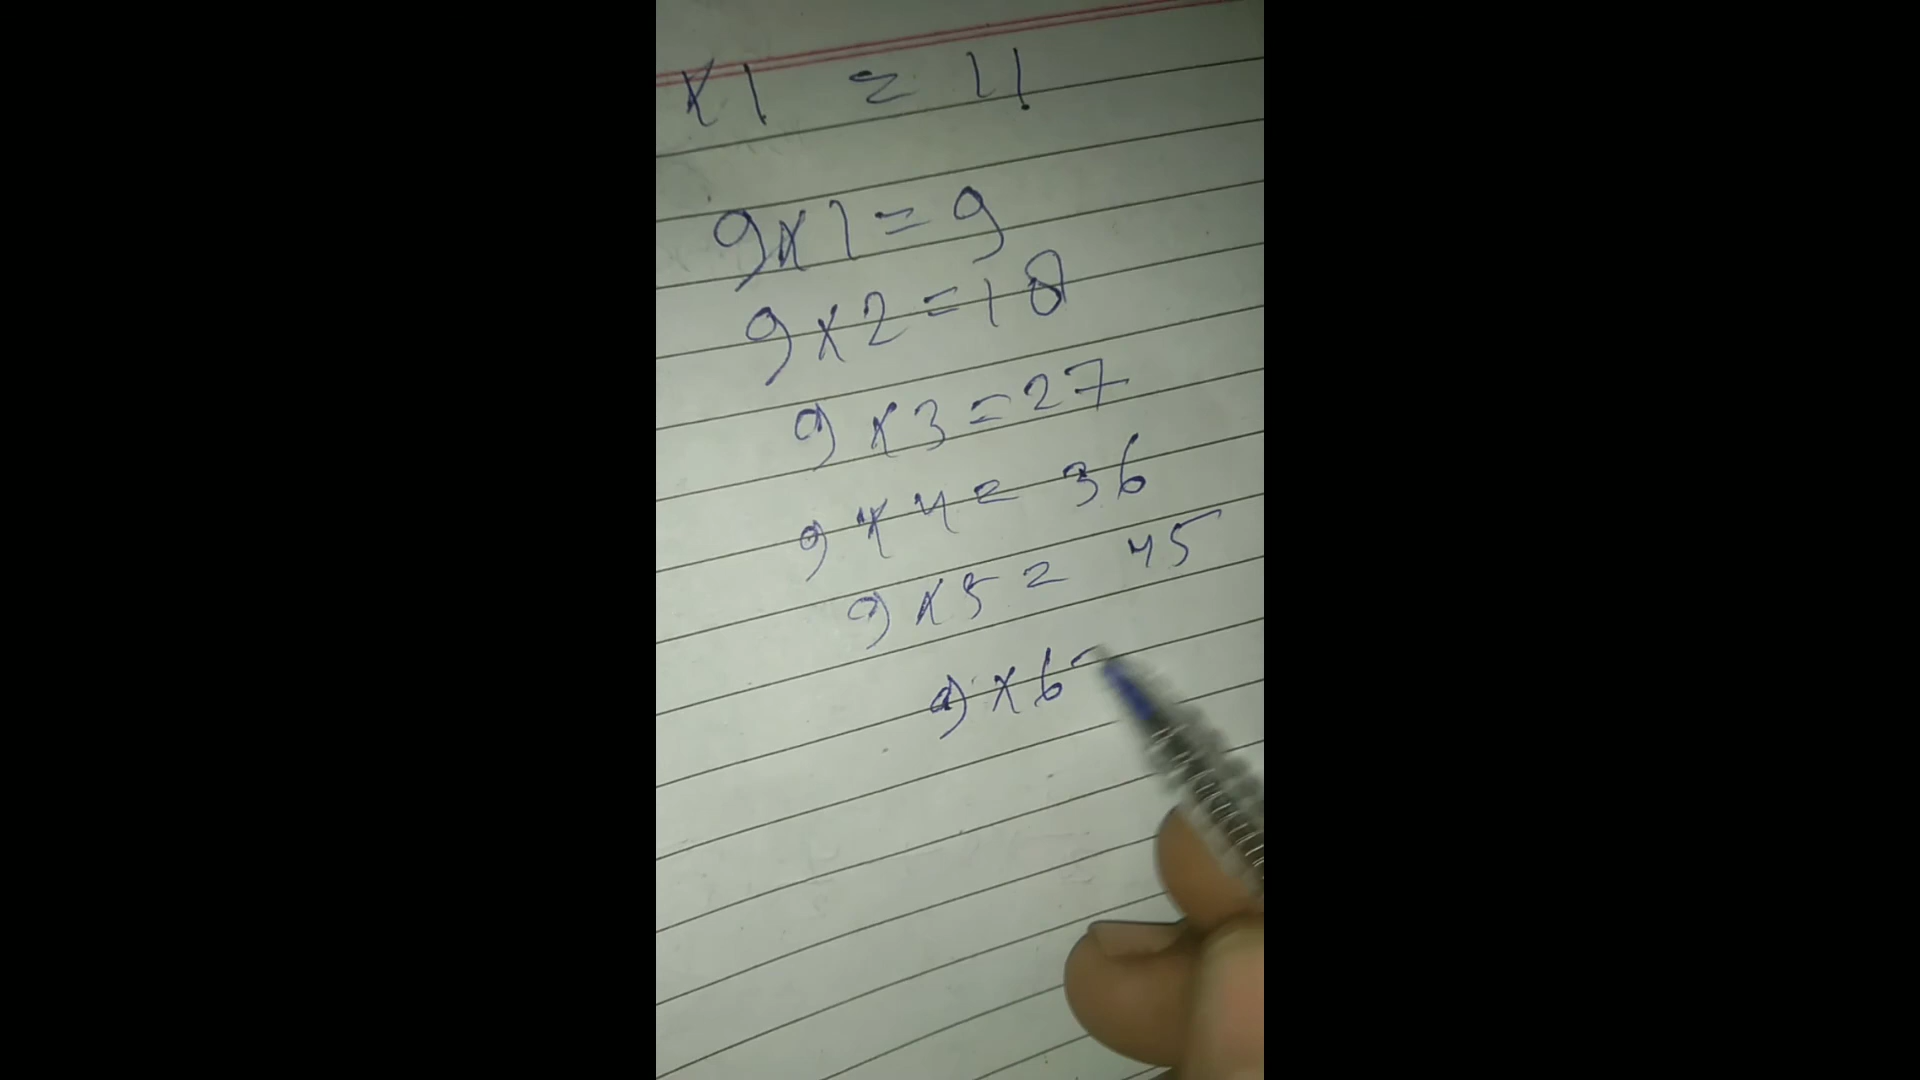 x1 = 11
9x1=9
9x2=18
9x3=27
9x4= 36
9x5= 45
9x6